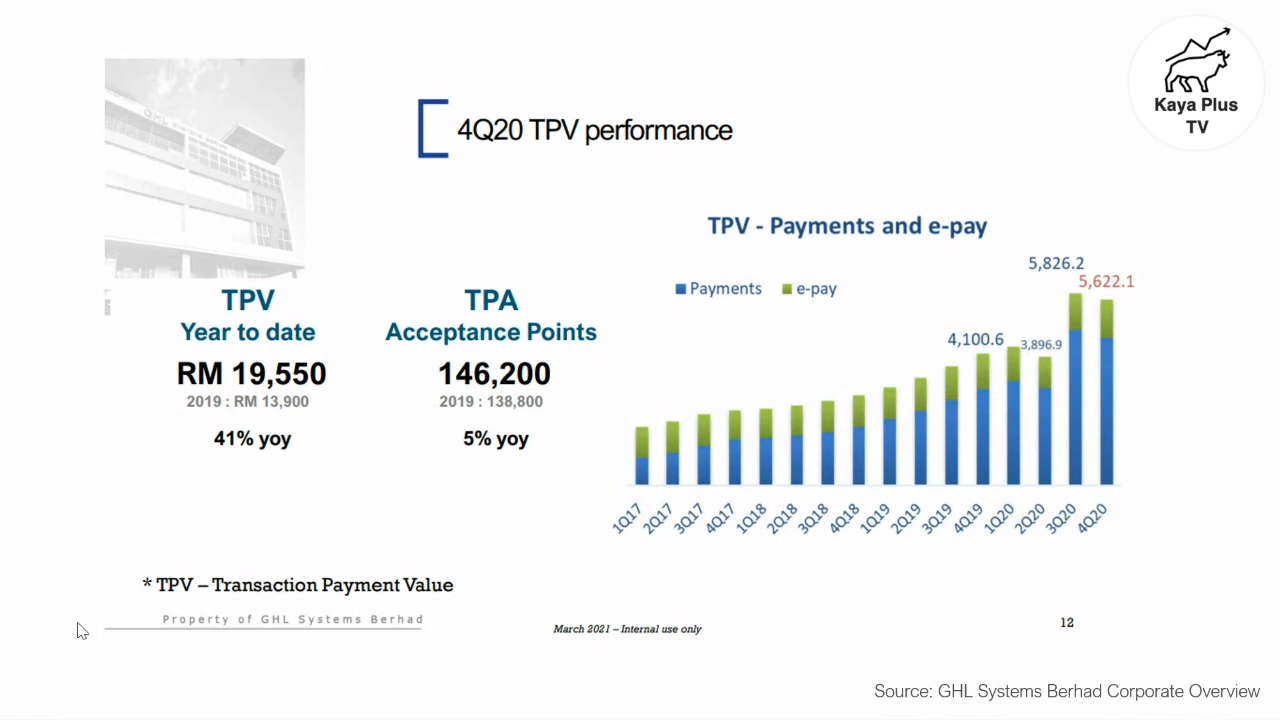 Kaya Plus
TV
4Q20 TPV performance
TPV
Year to date
RM 19,550
2019 : RM 13,900
41% yoy
TPA
Acceptance Points
146,200
2019 : 138,800
5% yoy
TPV - Payments and e-pay
Payments e-pay
5,826.2
5,622.1
4,100.6
3,896.9
1Q17 2Q17 3Q17 4Q17 1Q18 2Q18 3Q18 4Q18 1Q19 2Q19 3Q19 4Q19 1Q20 2Q20 3Q20 4Q20
* TPV – Transaction Payment Value
Property of GHL Systems Berhad
March 2021 – Internal use only
12
Source: GHL Systems Berhad Corporate Overview